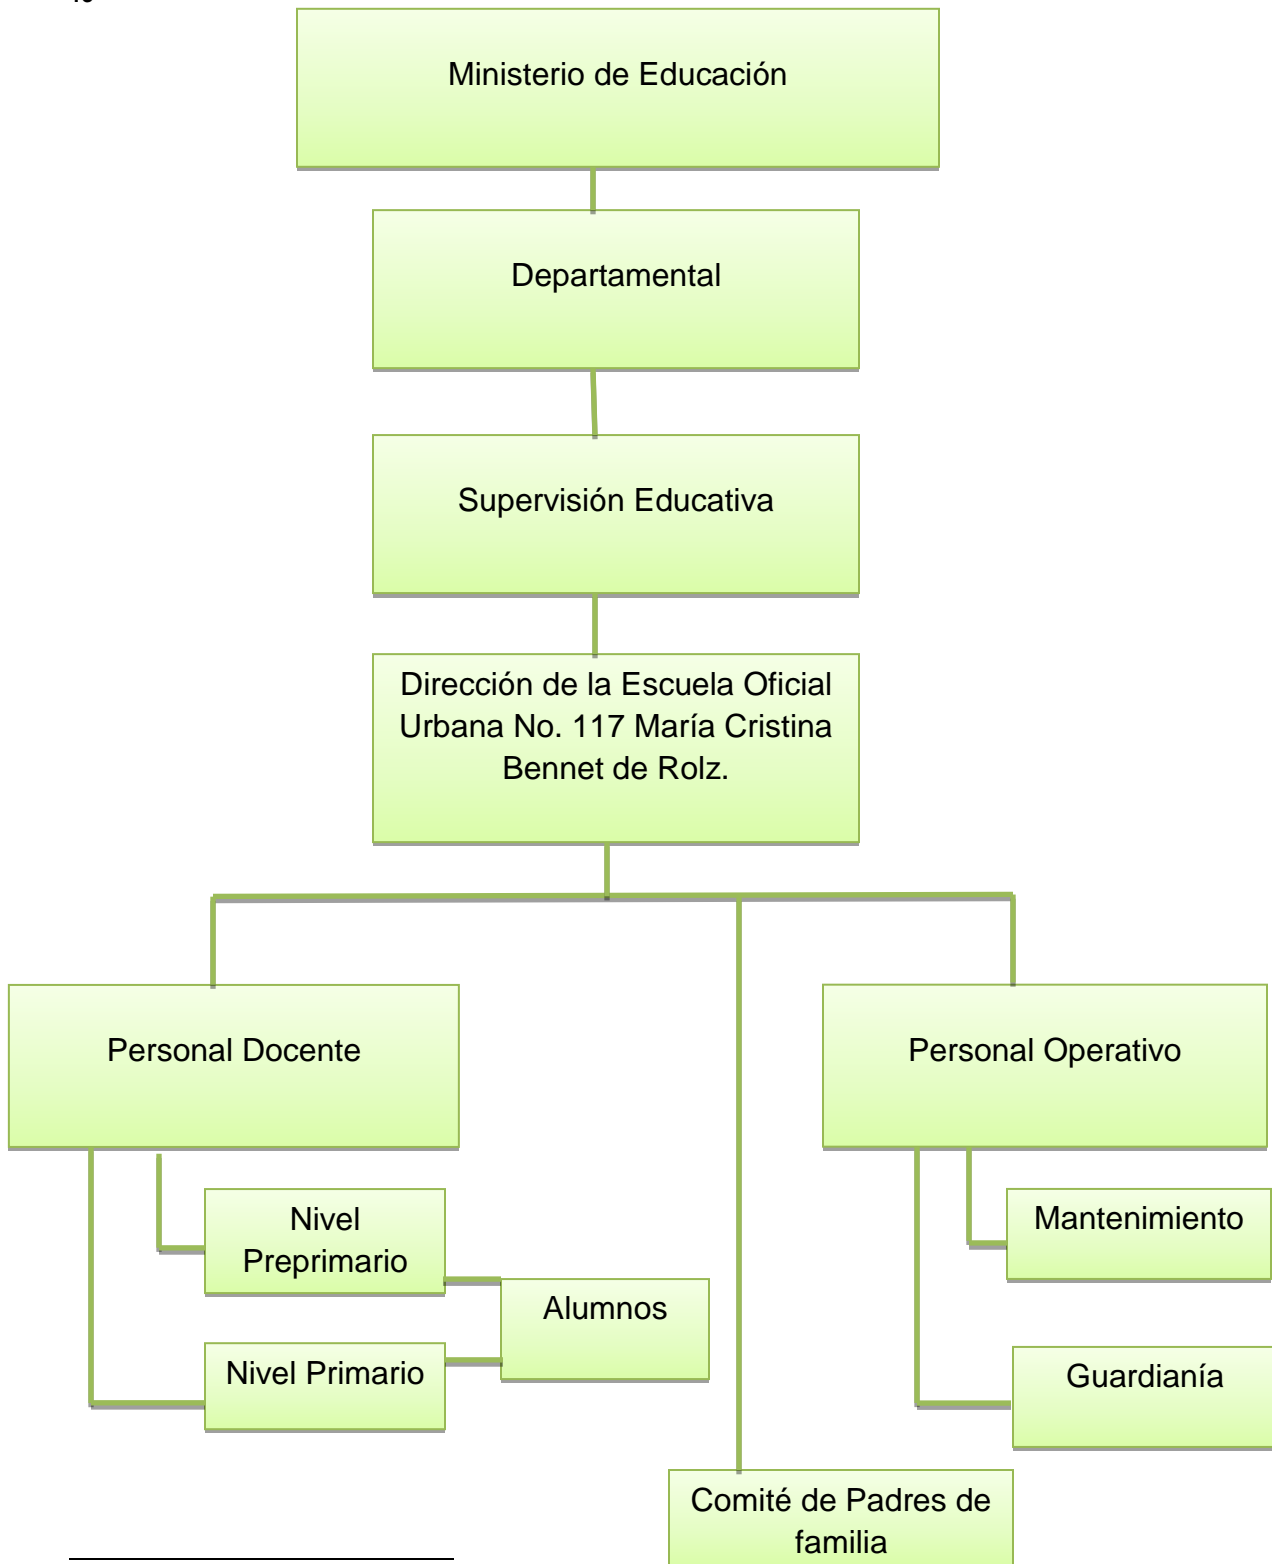 Ministerio de Educación
Departamental
Supervisión Educativa
Dirección de la Escuela Oficial
Urbana No. 117 María Cristina
Bennet de Rolz.
Personal Docente
Personal Operativo
Nivel
Preprimario
Mantenimiento
Alumnos
Nivel Primario
Guardianía
Comité de Padres de
familia